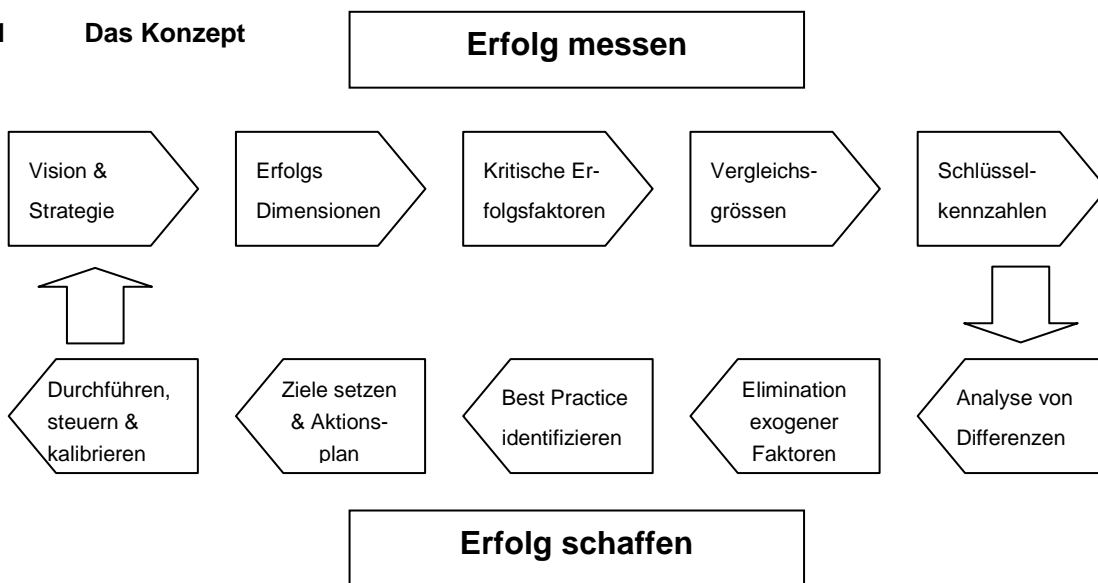 Das Konzept
Erfolg messen
Vision &
Strategie
Erfolgs
Dimensionen
Kritische Er-
folgsfaktoren
Vergleichs-
grössen
Schlüssel-
kennzahlen
Durchführen,
steuern &
kalibrieren
Ziele setzen
& Aktions-
plan
Best Practice
identifizieren
Elimination
exogener
Faktoren
Analyse von
Differenzen
Erfolg schaffen